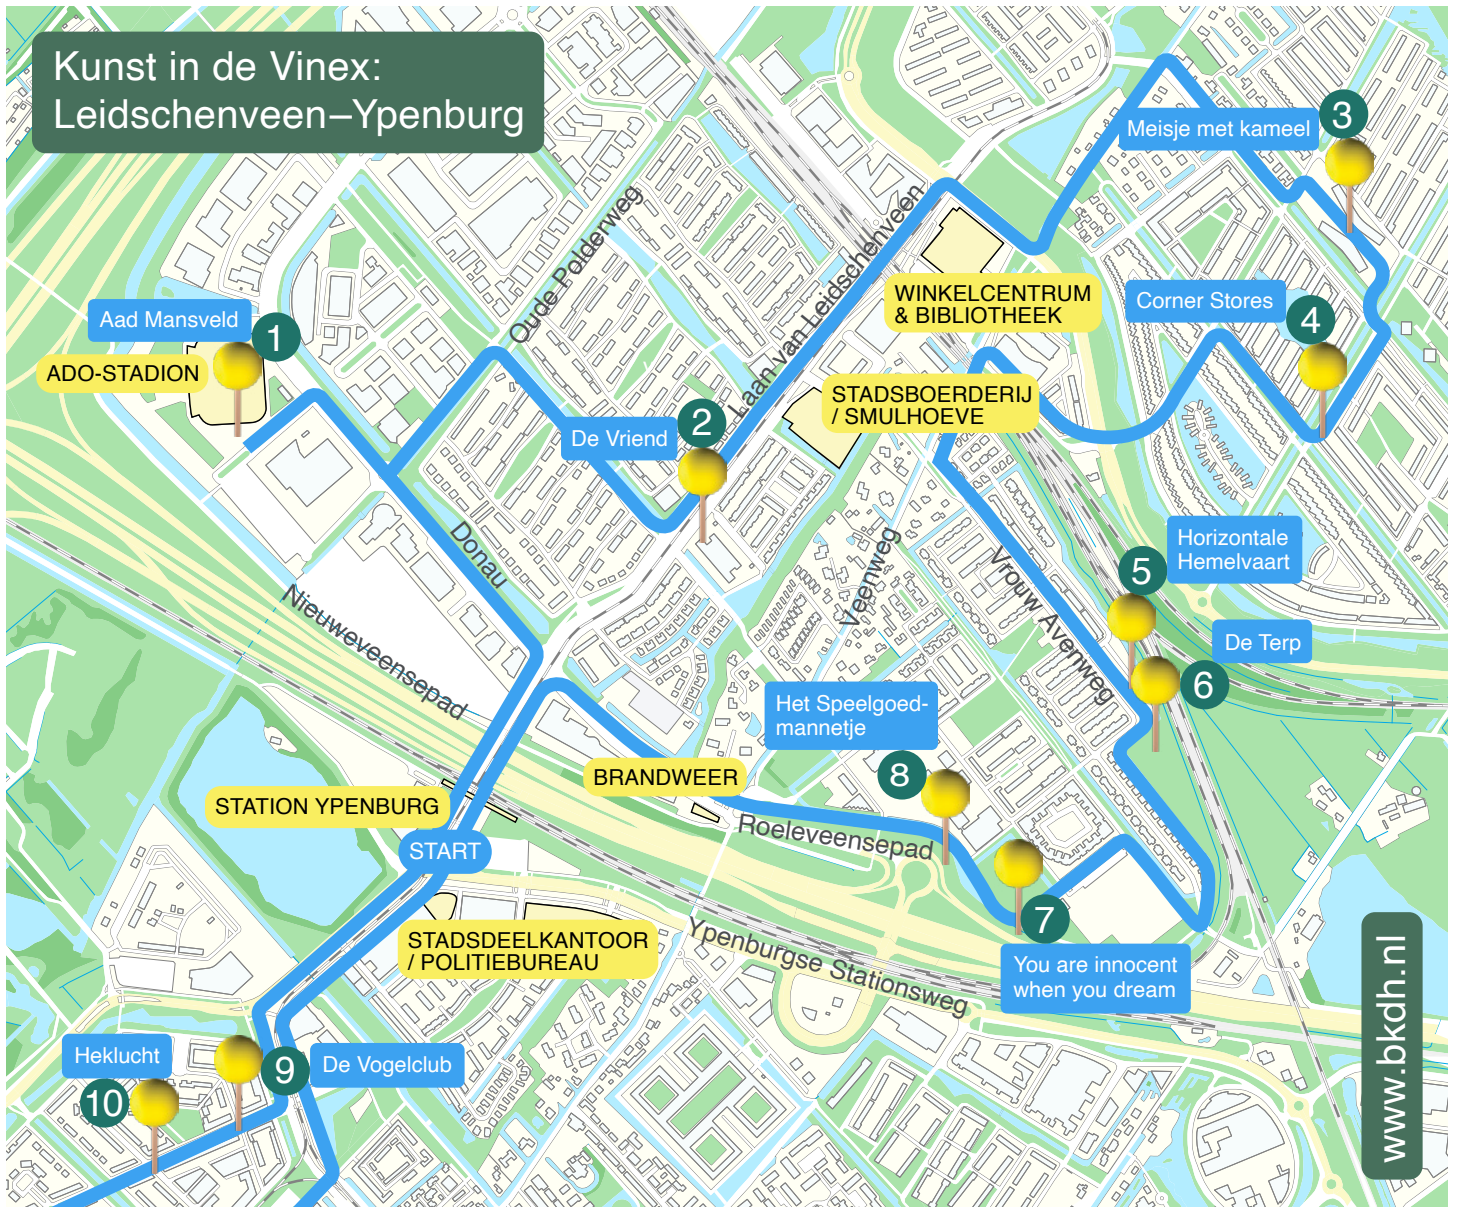 Kunst in de Vinex:
Leidschenveen–Ypenburg
Meisje met kameel
3
Oude Polderweg
Laan van Leidschenveen
WINKELCENTRUM
& BIBLIOTHEEK
Corner Stores
4
Aad Mansveld
1
ADO-STADION
STADSBOERDERIJ
/ SMULHOEVE
De Vriend
2
Donau
Nieuweveensepad
Veenweg
Vrouw Avenweg
Horizontale
Hemelvaart
5
De Terp
6
Het Speelgoed-
mannetje
8
BRANDWEER
STATION YPENBURG
START
Roeleveensepad
7
You are innocent
when you dream
STADSDEELKANTOOR
/ POLITIEBUREAU
Ypenburgse Stationsweg
Heklucht
10
9
De Vogelclub
www.bkdh.nl